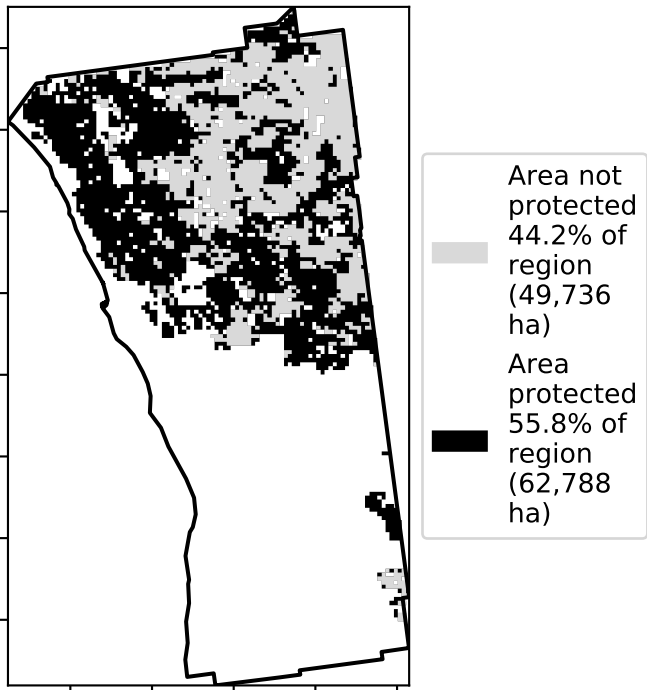 Area not
protected
44.2% of
region
(49,736
ha)
Area
protected
55.8% of
region
(62,788
ha)